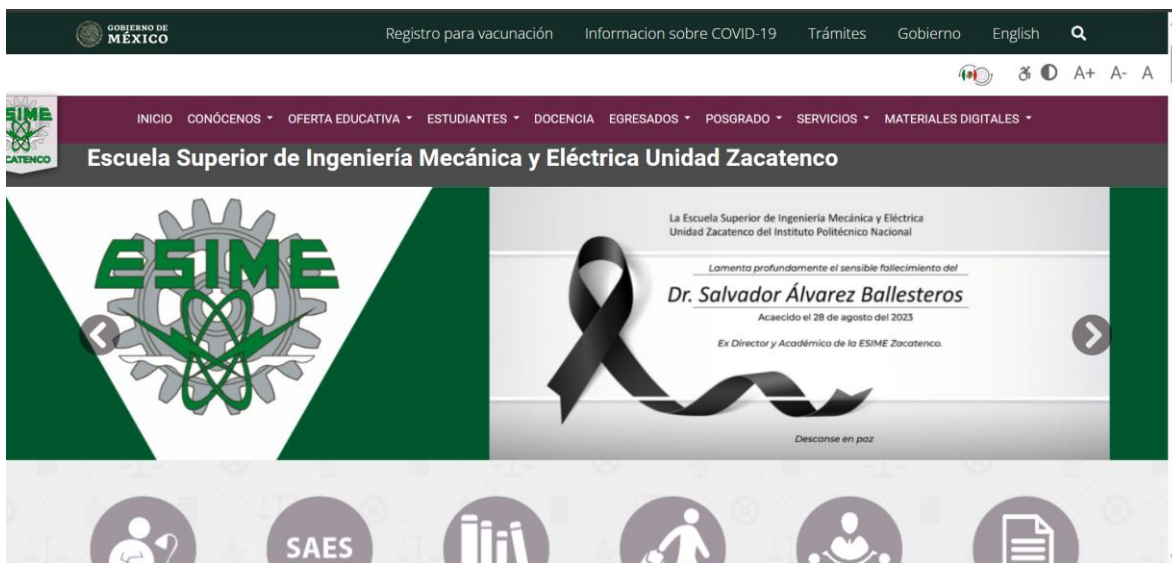 GOBIERNO DE
MÉXICO
Registro para vacunación
Informacion sobre COVID-19
Trámites
Gobierno
English
A+ A- A
ESIME
ZACATENCO
INICIO CONÓCENOS OFERTA EDUCATIVA ESTUDIANTES DOCENCIA EGRESADOS POSGRADO SERVICIOS MATERIALES DIGITALES
Escuela Superior de Ingeniería Mecánica y Eléctrica Unidad Zacatenco
ESIME
La Escuela Superior de Ingeniería Mecánica y Eléctrica
Unidad Zacatenco del Instituto Politécnico Nacional
Lamenta profundamente el sensible fallecimiento del
Dr. Salvador Álvarez Ballesteros
Acaecido el 28 de agosto del 2023
Ex Director y Académico de la ESIME Zacatenco.
Descanse en paz
SAES